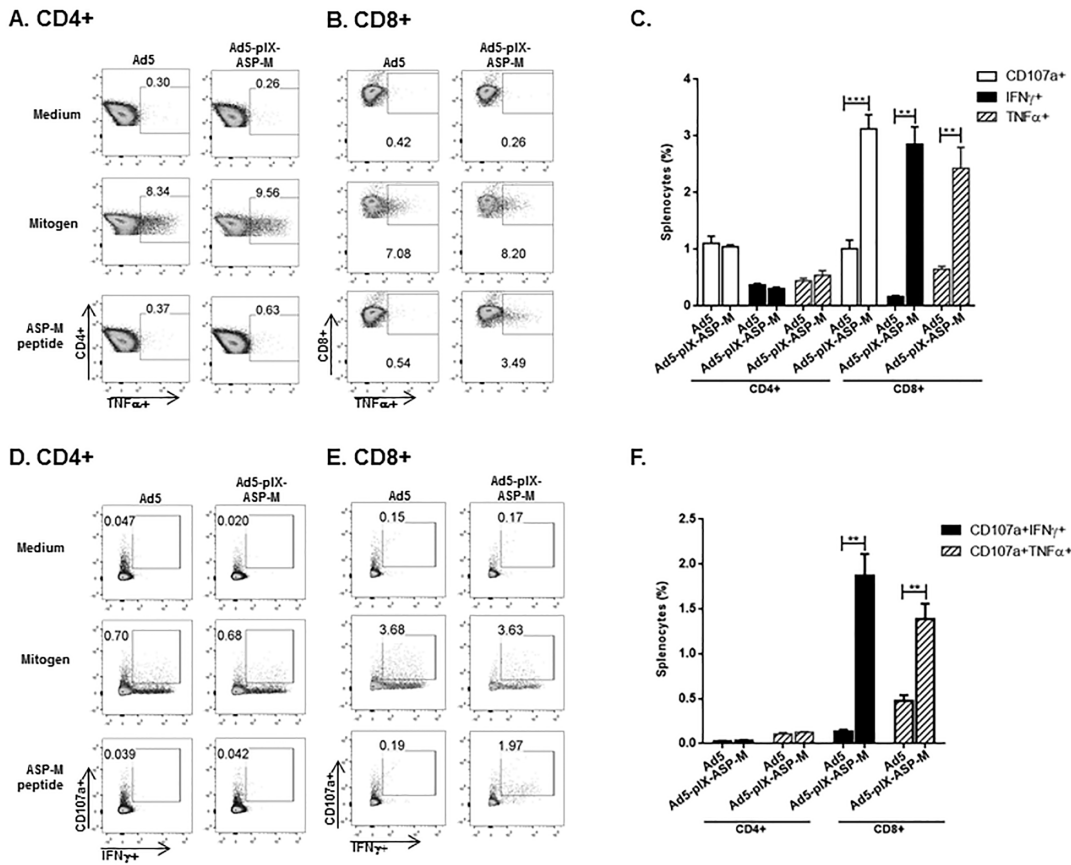 A. CD4+
Ad5
Ad5-pIX-
ASP-M
Medium
0.30
0.26
Mitogen
8.34
9.56
ASP-M
peptide
0.37
0.63
CD4+
TNFα+
B. CD8+
Ad5
Ad5-pIX-
ASP-M
0.42
0.26
7.08
8.20
0.54
3.49
CD8+
TNFα+
C.
CD107a+
IFNγ+
TNFα+
Splenocytes (%)
4
3
2
1
0
***
**
**
Ad5
Ad5-pIX-ASP-M
Ad5
Ad5-pIX-ASP-M
Ad5
Ad5-pIX-ASP-M
Ad5
Ad5-pIX-ASP-M
Ad5
Ad5-pIX-ASP-M
Ad5
Ad5-pIX-ASP-M
CD4+
CD8+
D. CD4+
Ad5
Ad5-pIX-
ASP-M
Medium
0.047
0.020
Mitogen
0.70
0.68
ASP-M
peptide
0.039
0.042
CD107a+
IFNγ+
E. CD8+
Ad5
Ad5-pIX-
ASP-M
0.15
0.17
3.68
3.63
0.19
1.97
CD107a+
IFNγ+
F.
CD107a+IFNγ+
CD107a+TNFα+
Splenocytes (%)
2.5
2.0
1.5
1.0
0.5
0.0
**
**
Ad5
Ad5-pIX-ASP-M
Ad5
Ad5-pIX-ASP-M
Ad5
Ad5-pIX-ASP-M
Ad5
Ad5-pIX-ASP-M
CD4+
CD8+